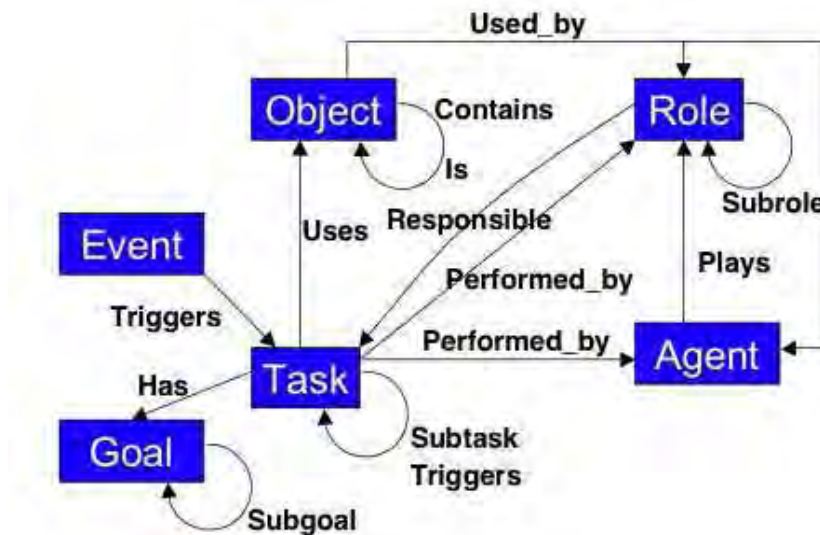 Used_by
Object
Contains
Role
Is
Subrole
Event
Uses
Responsible
Plays
Performed_by
Triggers
Performed_by
Agent
Has
Task
Goal
Subtask
Triggers
Subgoal